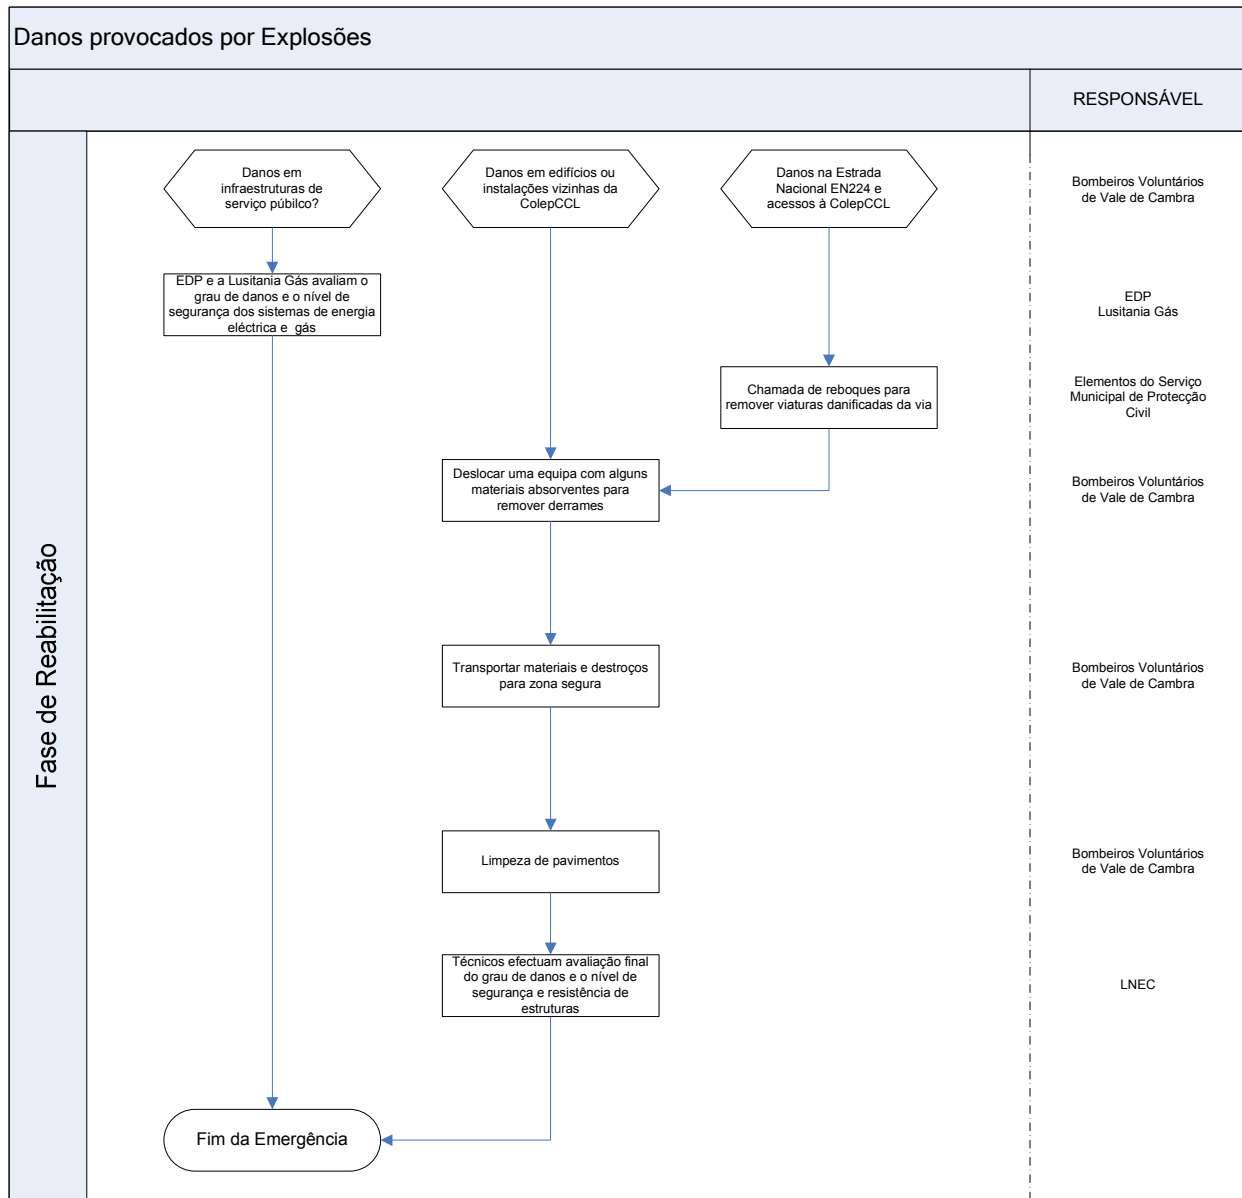 Danos provocados por Explosões
RESPONSÁVEL
Fase de Reabilitação
Danos em
infraestruturas de
serviço púbilco?
Danos em edifícios ou
instalações vizinhas da
ColepCCL
Danos na Estrada
Nacional EN224 e
acessos à ColepCCL
Bombeiros Voluntários
de Vale de Cambra
EDP e a Lusitania Gás avaliam o
grau de danos e o nível de
segurança dos sistemas de energia
eléctrica e gás
EDP
Lusitania Gás
Chamada de reboques para
remover viaturas danificadas da via
Elementos do Serviço
Municipal de Protecção
Civil
Deslocar uma equipa com alguns
materiais absorventes para
remover derrames
Bombeiros Voluntários
de Vale de Cambra
Transportar materiais e destroços
para zona segura
Bombeiros Voluntários
de Vale de Cambra
Limpeza de pavimentos
Bombeiros Voluntários
de Vale de Cambra
Técnicos efectuam avaliação final
do grau de danos e o nível de
segurança e resistência de
estruturas
LNEC
Fim da Emergência